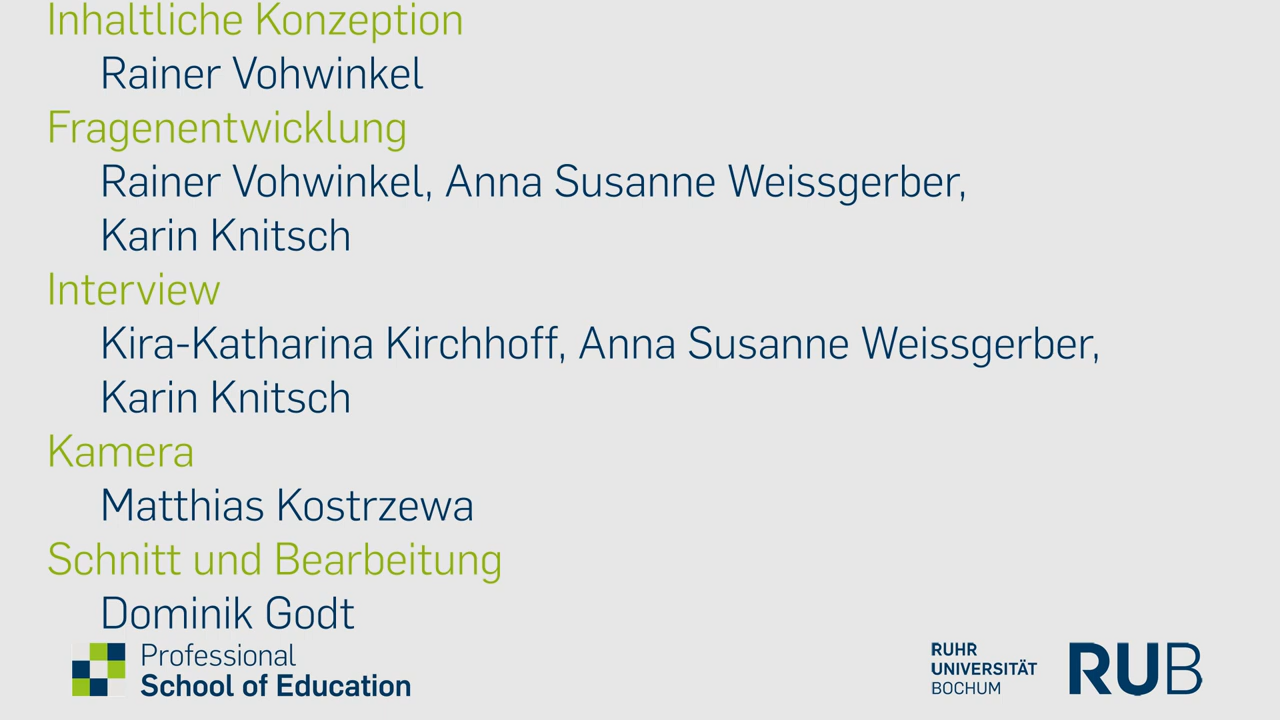 Inhaltliche Konzeption
Rainer Vohwinkel
Fragenentwicklung
Rainer Vohwinkel, Anna Susanne Weissgerber,
Karin Knitsch
Interview
Kira-Katharina Kirchhoff, Anna Susanne Weissgerber,
Karin Knitsch
Kamera
Matthias Kostrzewa
Schnitt und Bearbeitung
Dominik Godt
Professional
School of Education
RUHR
UNIVERSITÄT
BOCHUM
RUB